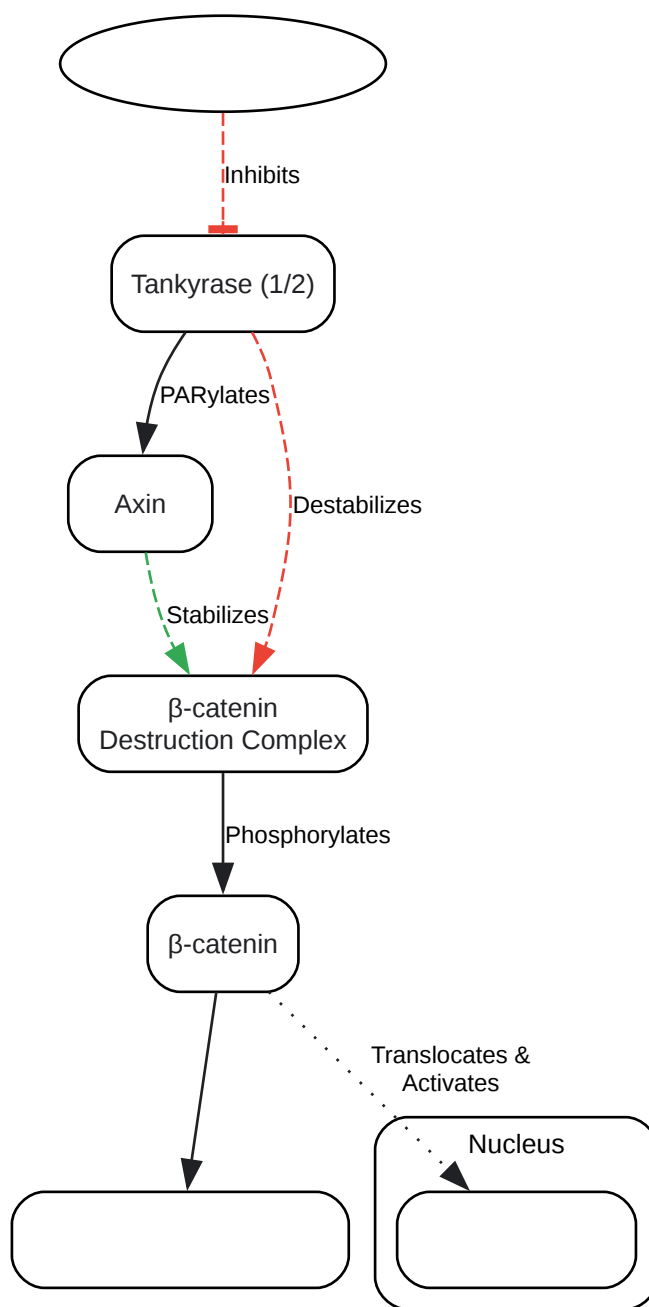 Inhibits
Tankyrase (1/2)
PARylates
Axin
Destabilizes
Stabilizes
β-catenin
Destruction Complex
Phosphorylates
β-catenin
Translocates &
Activates
Nucleus